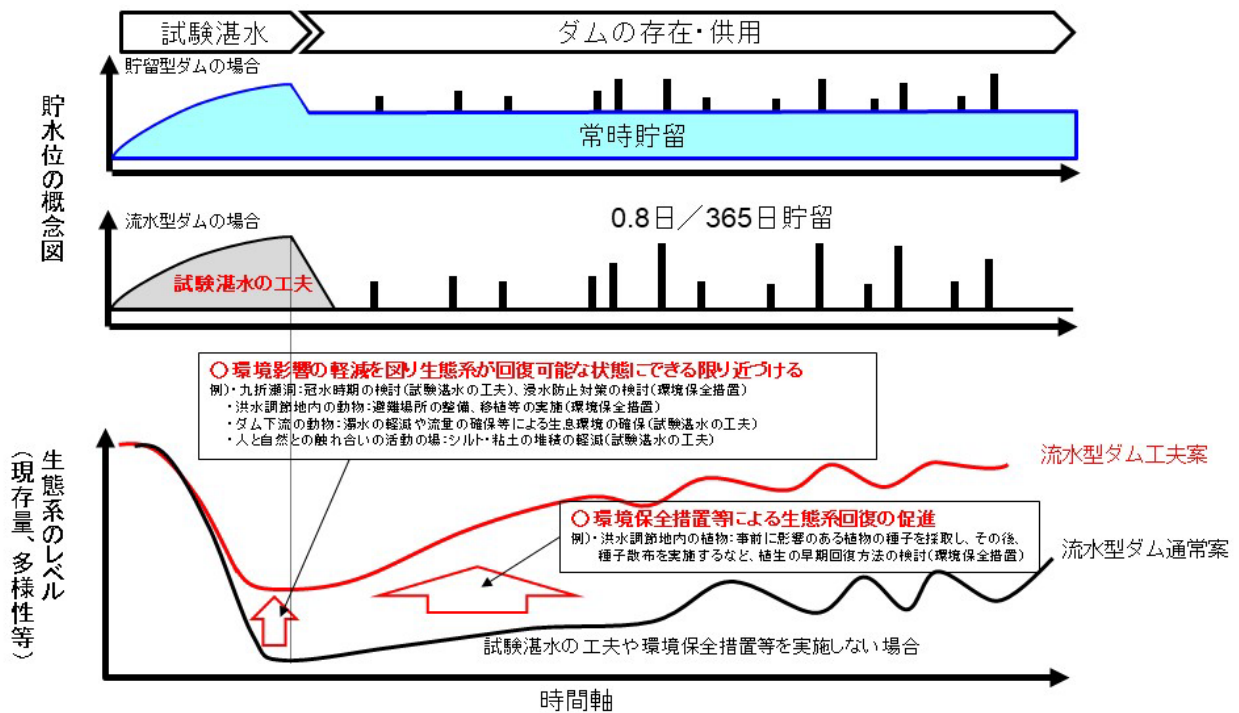 試験湛水
ダムの存在・供用
貯水位の概念図
貯留型ダムの場合
常時貯留
流水型ダムの場合
0.8日／365日貯留
試験湛水の工夫
○環境影響の軽減を図り生態系が回復可能な状態にできる限り近づける
例)・九折瀬洞:冠水時期の検討(試験湛水の工夫)、浸水防止対策の検討(環境保全措置)
・洪水調節地内の動物:避難場所の整備、移植等の実施(環境保全措置)
・ダム下流の動物:濁水の軽減や流量の確保等による生息環境の確保(試験湛水の工夫)
・人と自然との触れ合いの活動の場:シルト・粘土の堆積の軽減(試験湛水の工夫)
生態系のレベル
(現存量、多様性等)
流水型ダム工夫案
○環境保全措置等による生態系回復の促進
例)・洪水調節地内の植物:事前に影響のある植物の種子を採取し、その後、
種子散布を実施するなど、植生の早期回復方法の検討(環境保全措置)
流水型ダム通常案
試験湛水の工夫や環境保全措置等を実施しない場合
時間軸